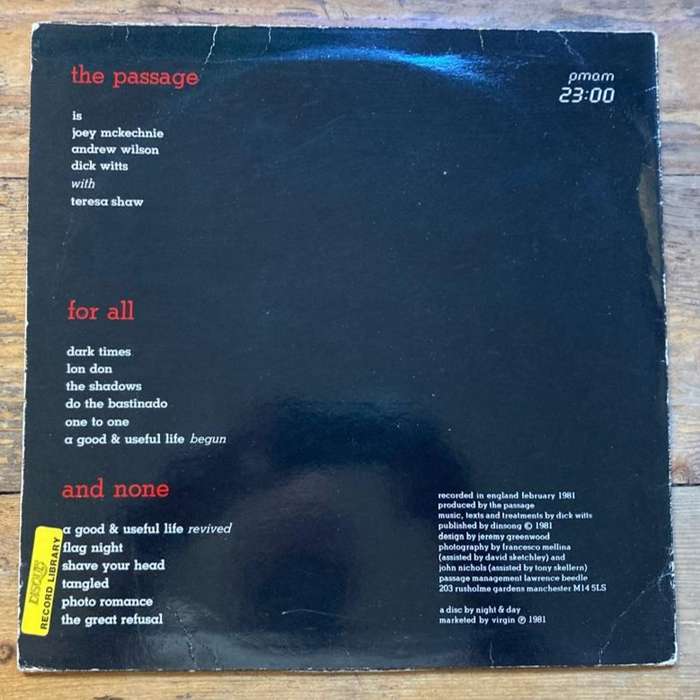 the passage
is
joey mckechnie
andrew wilson
dick witts
with
teresa shaw
pmam
23:00
for all
dark times
lon don
the shadows
do the bastinado
one to one
a good & useful life begun
and none
a good & useful life revived
flag night
shave your head
tangled
photo romance
the great refusal
RECORD LIBRARY
recorded in england february 1981
produced by the passage
music, texts and treatments by dick witts
published by dinsong © 1981
design by jeremy greenwood
photography by francesco mellina
(assisted by david sketchley) and
john nichols (assisted by tony skellern)
passage management lawrence beedle
203 rusholme gardens manchester M14 5LS
a disc by night & day
marketed by virgin ℗ 1981